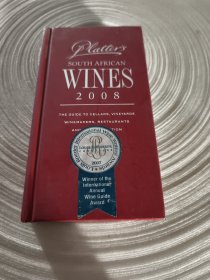 Platter's
SOUTH AFRICAN
WINES
2008
THE GUIDE TO CELLARS, VINEYARDS
WINEMAKERS, RESTAURANTS
2007
Winner of the
International
Annual
Wine Guide
Award